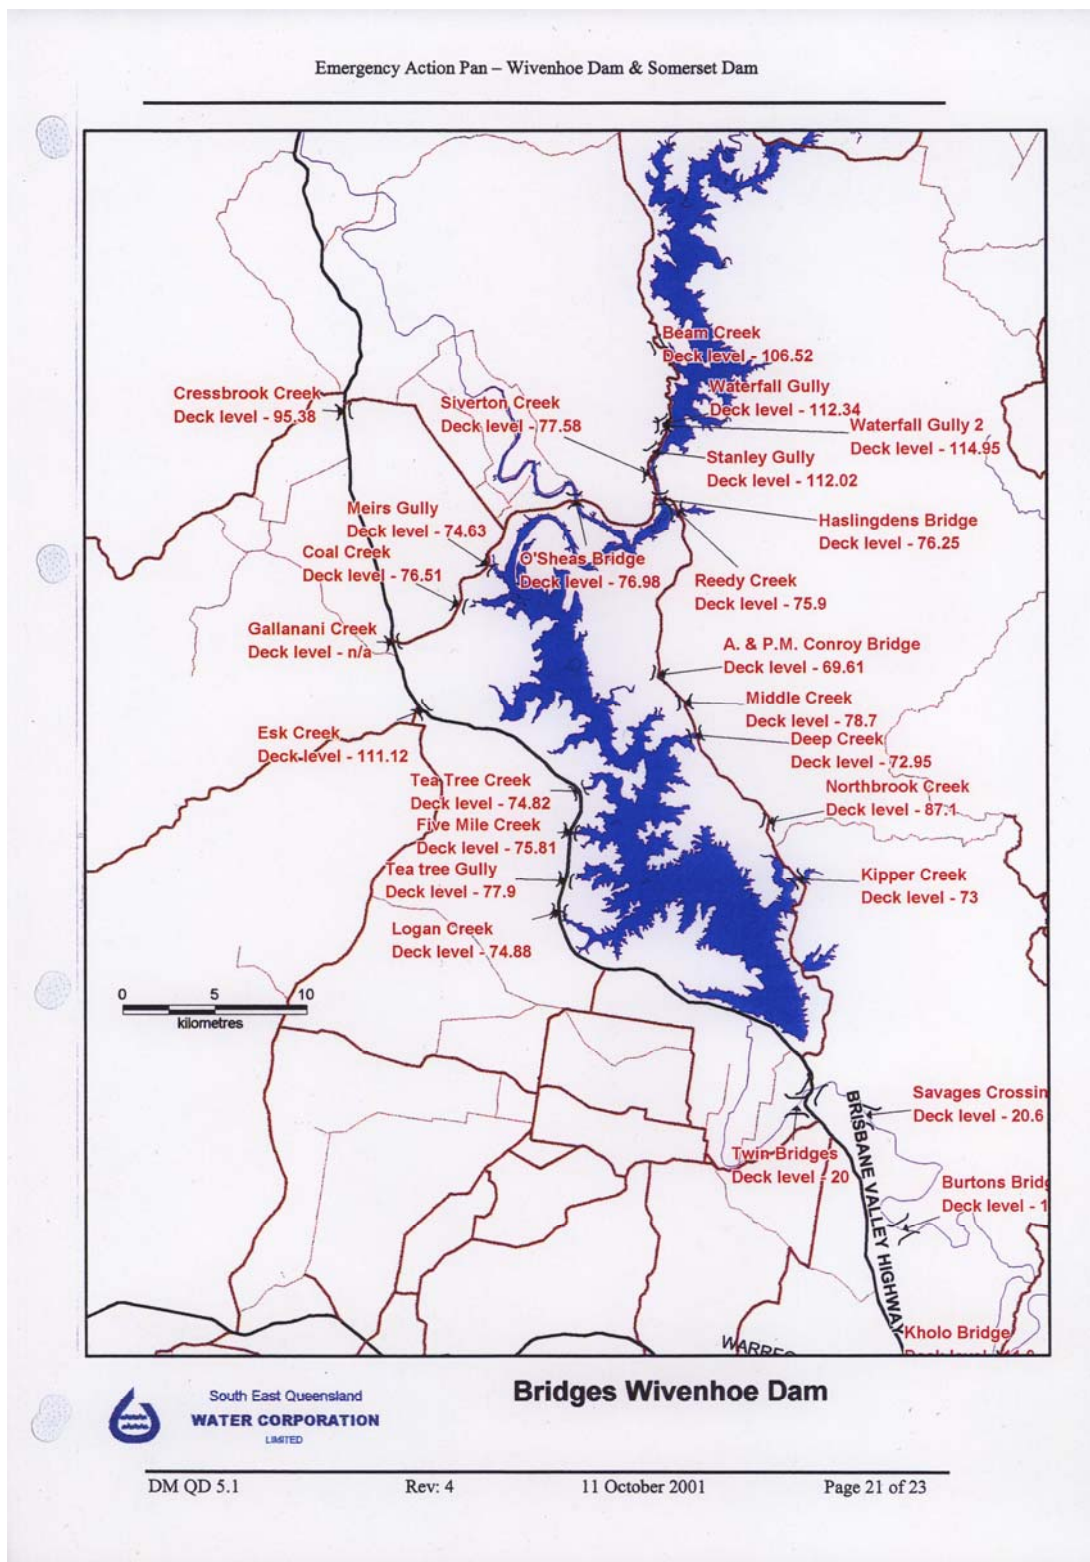 Emergency Action Pan – Wivenhoe Dam & Somerset Dam
Beam Creek
Deck level - 106.52
Waterfall Gully
Deck level - 112.34
Cressbrook Creek
Deck level - 95.38
Siverton Creek
Deck level - 77.58
Waterfall Gully 2
Deck level - 114.95
Stanley Gully
Deck level - 112.02
Meirs Gully
Deck level - 74.63
Haslingdens Bridge
Deck level - 76.25
Coal Creek
Deck level - 76.51
O'Sheas Bridge
Deck level - 76.98
Reedy Creek
Deck level - 75.9
Gallanani Creek
Deck level - n/a
A. & P.M. Conroy Bridge
Deck level - 69.61
Middle Creek
Deck level - 78.7
Esk Creek
Deck level - 111.12
Deep Creek
Deck level - 72.95
Tea Tree Creek
Deck level - 74.82
Northbrook Creek
Deck level - 87.1
Five Mile Creek
Deck level - 75.81
Tea tree Gully
Deck level - 77.9
Kipper Creek
Deck level - 73
Logan Creek
Deck level - 74.88
0 5 10
kilometres
Savages Crossin
Deck level - 20.6
BRISBANE VALLEY HIGHWAY
Twin Bridges
Deck level - 20
Burtons Bridg
Deck level - 1
Kholo Bridge
WARRE
Bridges Wivenhoe Dam
South East Queensland
WATER CORPORATION
LIMITED
DM QD 5.1 Rev: 4 11 October 2001 Page 21 of 23